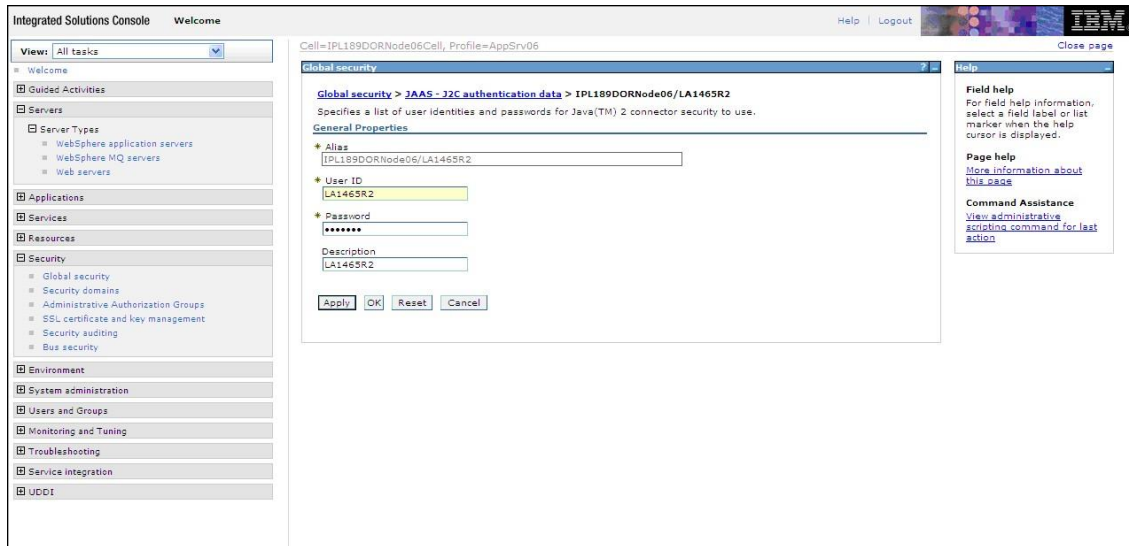 Integrated Solutions Console Welcome
Help | Logout
IBM.
View: All tasks
Welcome
Guided Activities
Servers
Server Types
WebSphere application servers
WebSphere MQ servers
Web servers
Applications
Services
Resources
Security
Global security
Security domains
Administrative Authorization Groups
SSL certificate and key management
Security auditing
Bus security
Environment
System administration
Users and Groups
Monitoring and Tuning
Troubleshooting
Service integration
UDDI
Cell=IPL189DORNode06Cell, Profile=AppSrv06
Close page
Global security ? -
Global security > JAAS - J2C authentication data > IPL189DORNode06/LA1465R2
Specifies a list of user identities and passwords for Java(TM) 2 connector security to use.
General Properties
* Alias
IPL189DORNode06/LA1465R2
* User ID
LA1465R2
* Password
•••••••
Description
LA1465R2
Apply OK Reset Cancel
Help -
Field help
For field help information,
select a field label or list
marker when the help
cursor is displayed.
Page help
More information about
this page
Command Assistance
View administrative
scripting command for last
action